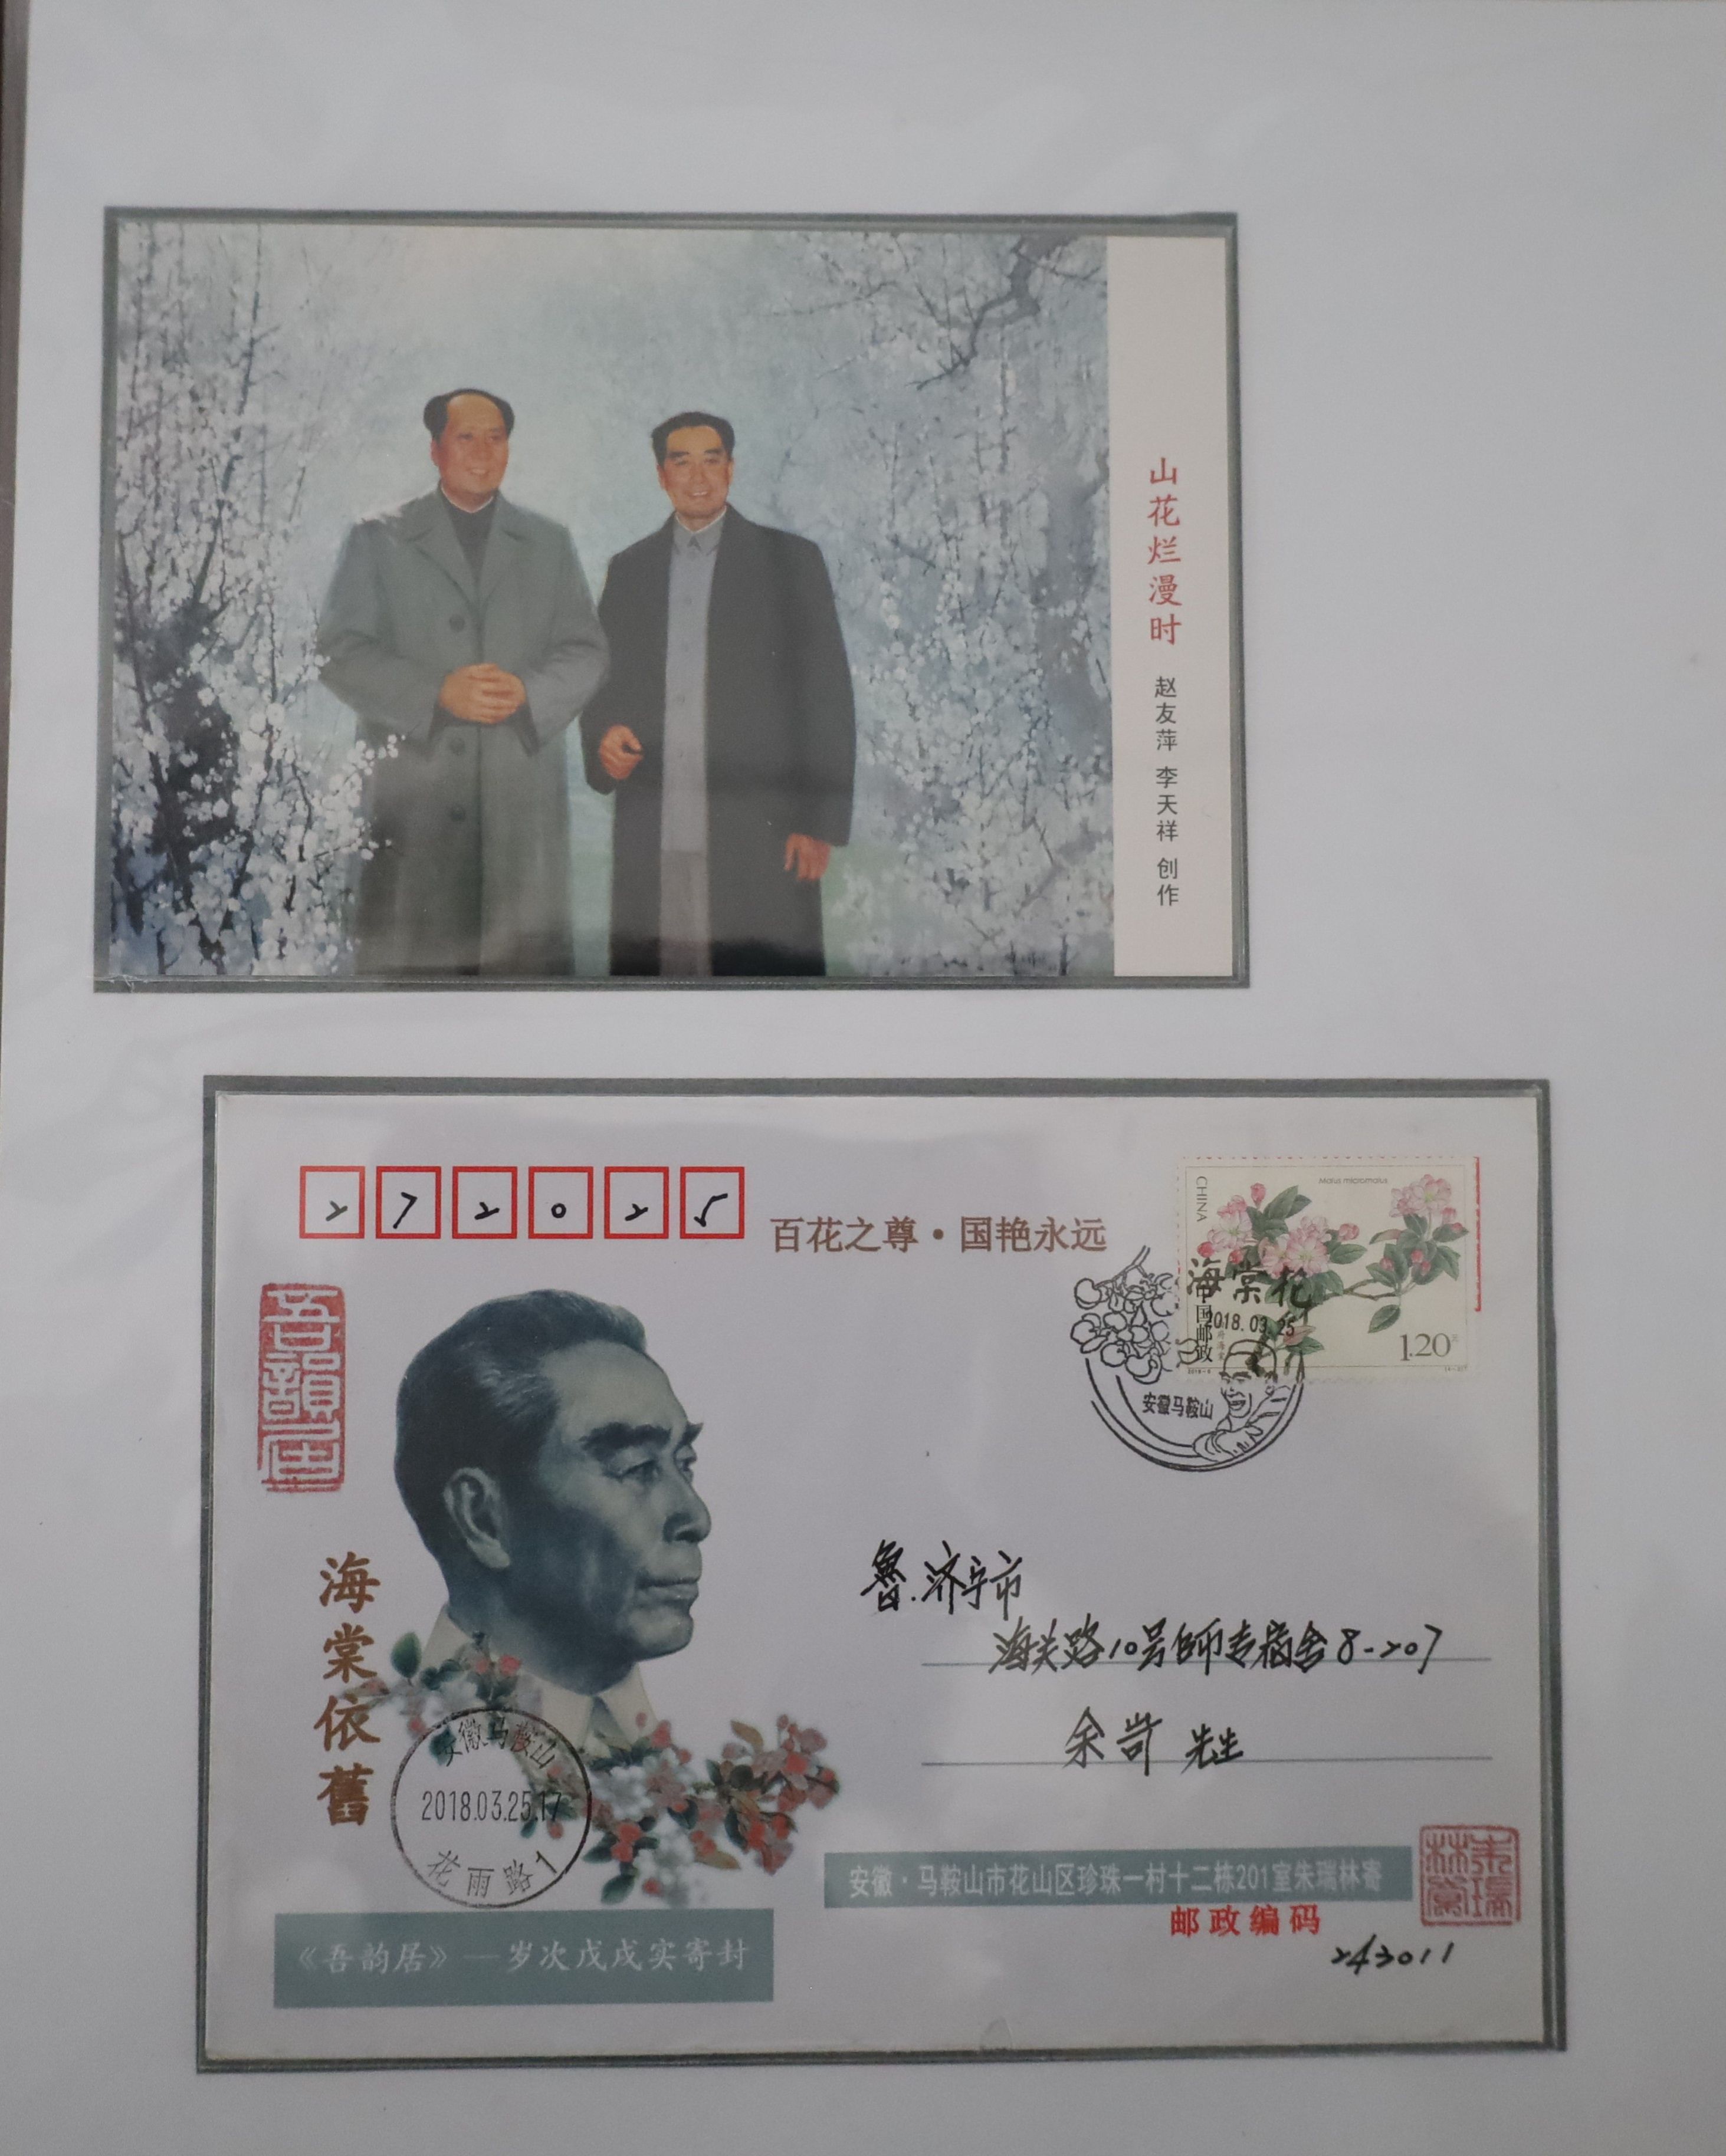 山花烂漫时
赵友萍 李天祥 创作
272025
百花之尊·国艳永远
CHINA
Malus micromalus
中国邮政
1.20元
海棠花
2018.03.25
安徽马鞍山
吾韻居
海棠依舊
鲁.济宁市
海关路10号师专宿舍8-207
余岢 先生
安徽马鞍山
2018.03.25.17
花雨路1
安徽·马鞍山市花山区珍珠一村十二栋201室朱瑞林寄
邮政编码
243011
《吾韵居》—岁次戊戌实寄封